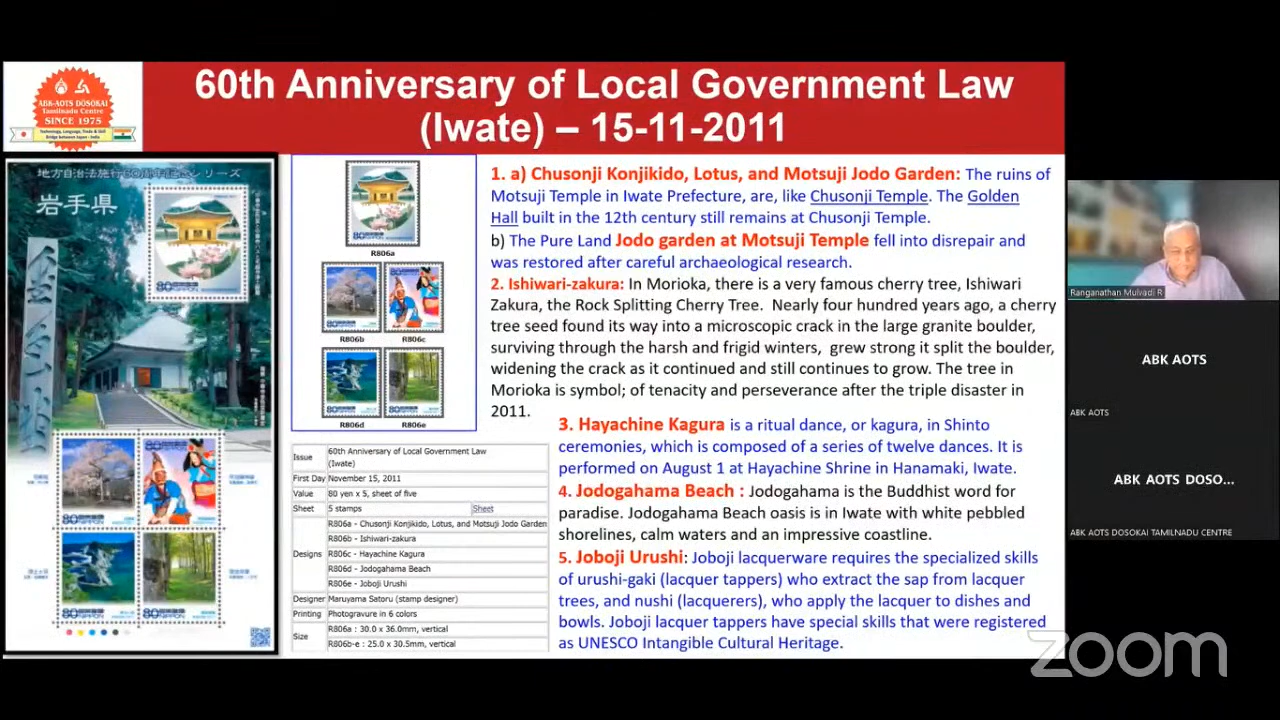 ABK-AOTS DOSOKAI
Tamilnadu Centre
SINCE 1975
Technology, Language, Trade & Skill
Bridge between Japan - India
60th Anniversary of Local Government Law
(Iwate) – 15-11-2011
地方自治法施行60周年記念シリーズ
岩手県
80 NIPPON
80 NIPPON
80 NIPPON
80 NIPPON
80 NIPPON
R806a
R806b
R806c
R806d
R806e
Issue
60th Anniversary of Local Government Law
(Iwate)
First Day November 15, 2011
Value 80 yen x 5, sheet of five
Sheet 5 stamps Sheet
Designs
R806a - Chusonji Konjikido, Lotus, and Motsuji Jodo Garden
R806b - Ishiwari-zakura
R806c - Hayachine Kagura
R806d - Jodogahama Beach
R806e - Joboji Urushi
Designer Maruyama Satoru (stamp designer)
Printing Photogravure in 6 colors
Size
R806a : 30.0 x 36.0mm, vertical
R806b-e : 25.0 x 30.5mm, vertical
1. a) Chusonji Konjikido, Lotus, and Motsuji Jodo Garden: The ruins of
Motsuji Temple in Iwate Prefecture, are, like Chusonji Temple. The Golden
Hall built in the 12th century still remains at Chusonji Temple.
b) The Pure Land Jodo garden at Motsuji Temple fell into disrepair and
was restored after careful archaeological research.
2. Ishiwari-zakura: In Morioka, there is a very famous cherry tree, Ishiwari
Zakura, the Rock Splitting Cherry Tree. Nearly four hundred years ago, a cherry
tree seed found its way into a microscopic crack in the large granite boulder,
surviving through the harsh and frigid winters, grew strong it split the boulder,
widening the crack as it continued and still continues to grow. The tree in
Morioka is symbol; of tenacity and perseverance after the triple disaster in
2011.
3. Hayachine Kagura is a ritual dance, or kagura, in Shinto
ceremonies, which is composed of a series of twelve dances. It is
performed on August 1 at Hayachine Shrine in Hanamaki, Iwate.
4. Jodogahama Beach : Jodogahama is the Buddhist word for
paradise. Jodogahama Beach oasis is in Iwate with white pebbled
shorelines, calm waters and an impressive coastline.
5. Joboji Urushi: Joboji lacquerware requires the specialized skills
of urushi-gaki (lacquer tappers) who extract the sap from lacquer
trees, and nushi (lacquerers), who apply the lacquer to dishes and
bowls. Joboji lacquer tappers have special skills that were registered
as UNESCO Intangible Cultural Heritage.
Ranganathan Mulvadi R
ABK AOTS
ABK AOTS
ABK AOTS DOSO...
ABK AOTS DOSOKAI TAMILNADU CENTRE
zoom